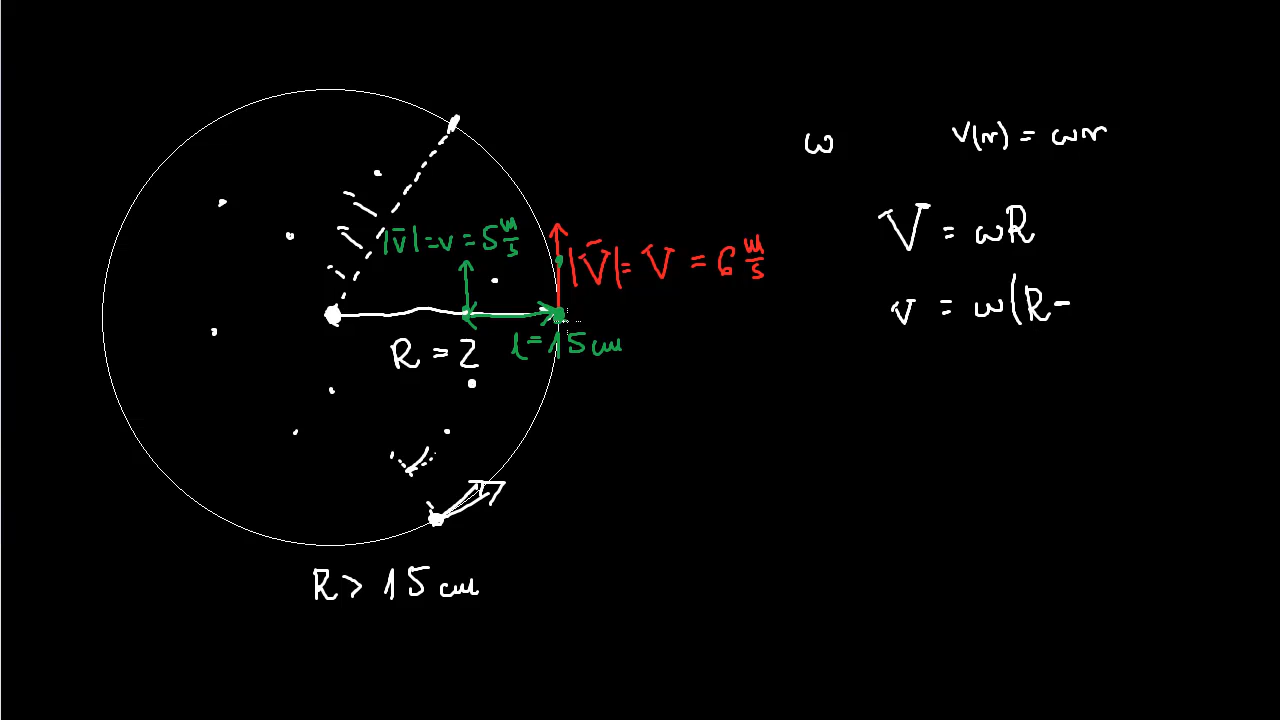 ω
v(r) = ωr
V = ωR
|v̄| = v = 5 m/s
|V̄| = V = 6 m/s
v = ω(R -
l = 15 cm
R = 2
R > 15 cm